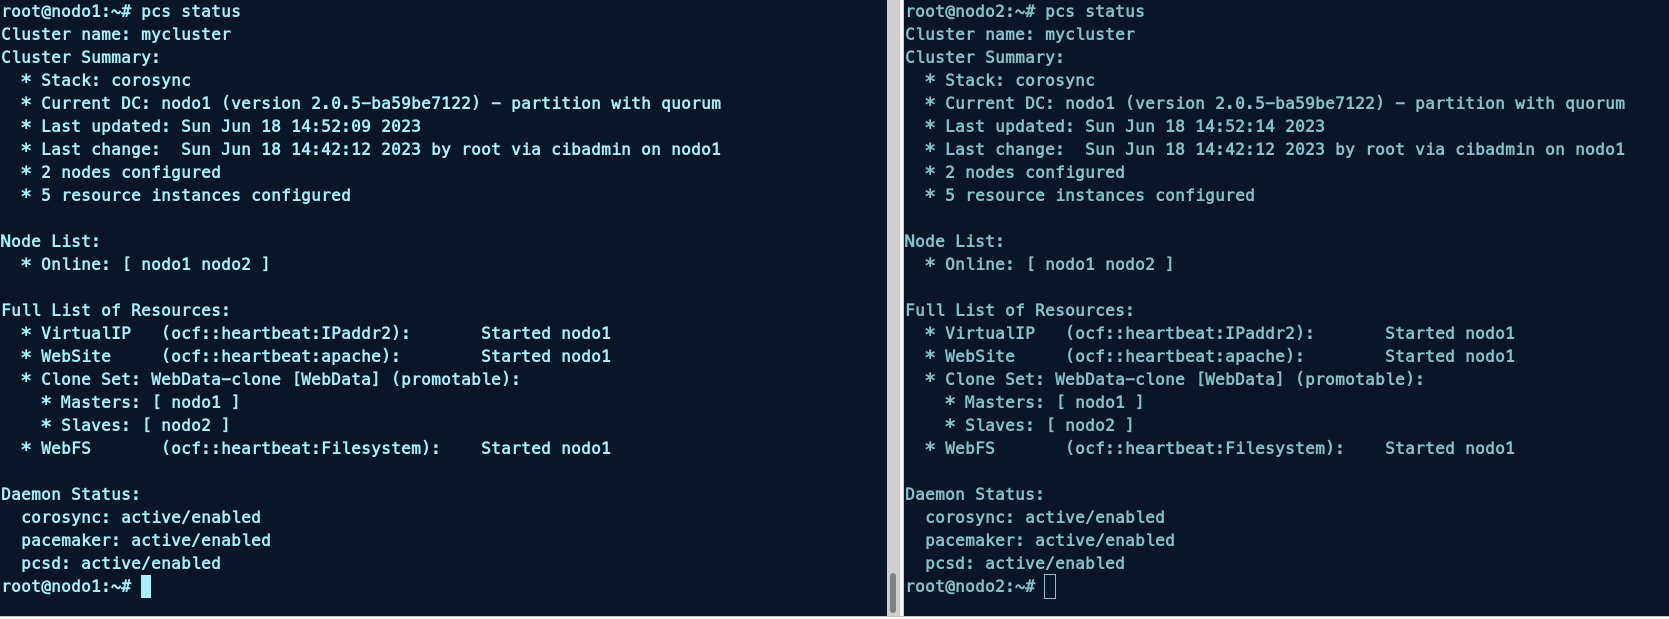 root@nodo1:~# pcs status
Cluster name: mycluster
Cluster Summary:
  * Stack: corosync
  * Current DC: nodo1 (version 2.0.5-ba59be7122) - partition with quorum
  * Last updated: Sun Jun 18 14:52:09 2023
  * Last change:  Sun Jun 18 14:42:12 2023 by root via cibadmin on nodo1
  * 2 nodes configured
  * 5 resource instances configured

Node List:
  * Online: [ nodo1 nodo2 ]

Full List of Resources:
  * VirtualIP   (ocf::heartbeat:IPaddr2):       Started nodo1
  * WebSite     (ocf::heartbeat:apache):        Started nodo1
  * Clone Set: WebData-clone [WebData] (promotable):
    * Masters: [ nodo1 ]
    * Slaves: [ nodo2 ]
  * WebFS       (ocf::heartbeat:Filesystem):    Started nodo1

Daemon Status:
  corosync: active/enabled
  pacemaker: active/enabled
  pcsd: active/enabled
root@nodo1:~#
root@nodo2:~# pcs status
Cluster name: mycluster
Cluster Summary:
  * Stack: corosync
  * Current DC: nodo1 (version 2.0.5-ba59be7122) - partition with quorum
  * Last updated: Sun Jun 18 14:52:14 2023
  * Last change:  Sun Jun 18 14:42:12 2023 by root via cibadmin on nodo1
  * 2 nodes configured
  * 5 resource instances configured

Node List:
  * Online: [ nodo1 nodo2 ]

Full List of Resources:
  * VirtualIP   (ocf::heartbeat:IPaddr2):       Started nodo1
  * WebSite     (ocf::heartbeat:apache):        Started nodo1
  * Clone Set: WebData-clone [WebData] (promotable):
    * Masters: [ nodo1 ]
    * Slaves: [ nodo2 ]
  * WebFS       (ocf::heartbeat:Filesystem):    Started nodo1

Daemon Status:
  corosync: active/enabled
  pacemaker: active/enabled
  pcsd: active/enabled
root@nodo2:~#